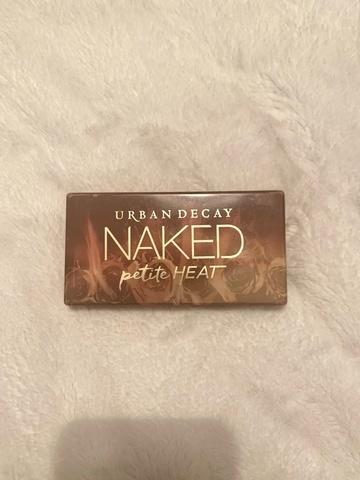 URBAN DECAY
NAKED
petite HEAT